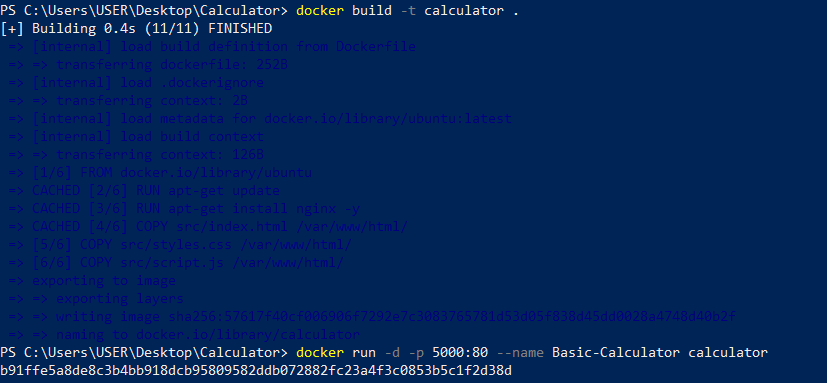 PS C:\Users\USER\Desktop\Calculator> docker build -t calculator .
[+] Building 0.4s (11/11) FINISHED
=> [internal] load build definition from Dockerfile
=> => transferring dockerfile: 252B
=> [internal] load .dockerignore
=> => transferring context: 2B
=> [internal] load metadata for docker.io/library/ubuntu:latest
=> [internal] load build context
=> => transferring context: 126B
=> [1/6] FROM docker.io/library/ubuntu
=> CACHED [2/6] RUN apt-get update
=> CACHED [3/6] RUN apt-get install nginx -y
=> CACHED [4/6] COPY src/index.html /var/www/html/
=> [5/6] COPY src/styles.css /var/www/html/
=> [6/6] COPY src/script.js /var/www/html/
=> exporting to image
=> => exporting layers
=> => writing image sha256:57617f40cf006906f7292e7c3083765781d53d05f838d45dd0028a4748d40b2f
=> => naming to docker.io/library/calculator
PS C:\Users\USER\Desktop\Calculator> docker run -d -p 5000:80 --name Basic-Calculator calculator
b91ffe5a8de8c3b4bb918dcb95809582ddb072882fc23a4f3c0853b5c1f2d38d